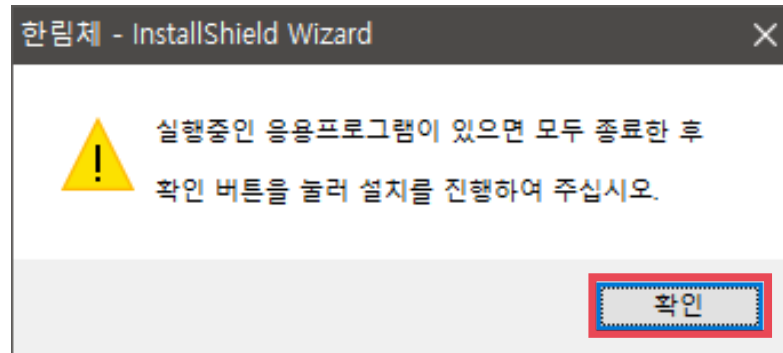 한림체 - InstallShield Wizard
실행중인 응용프로그램이 있으면 모두 종료한 후
확인 버튼을 눌러 설치를 진행하여 주십시오.
확인